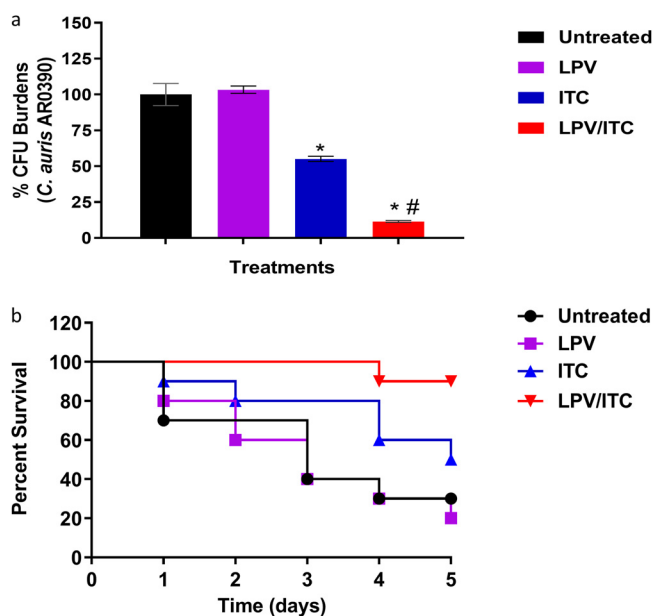 a
% CFU Burdens
(C. auris AR0390)
150
125
100
75
50
25
0
*
* #
Treatments
Untreated
LPV
ITC
LPV/ITC
b
Percent Survival
120
100
80
60
40
20
0
0 1 2 3 4 5
Time (days)
Untreated
LPV
ITC
LPV/ITC